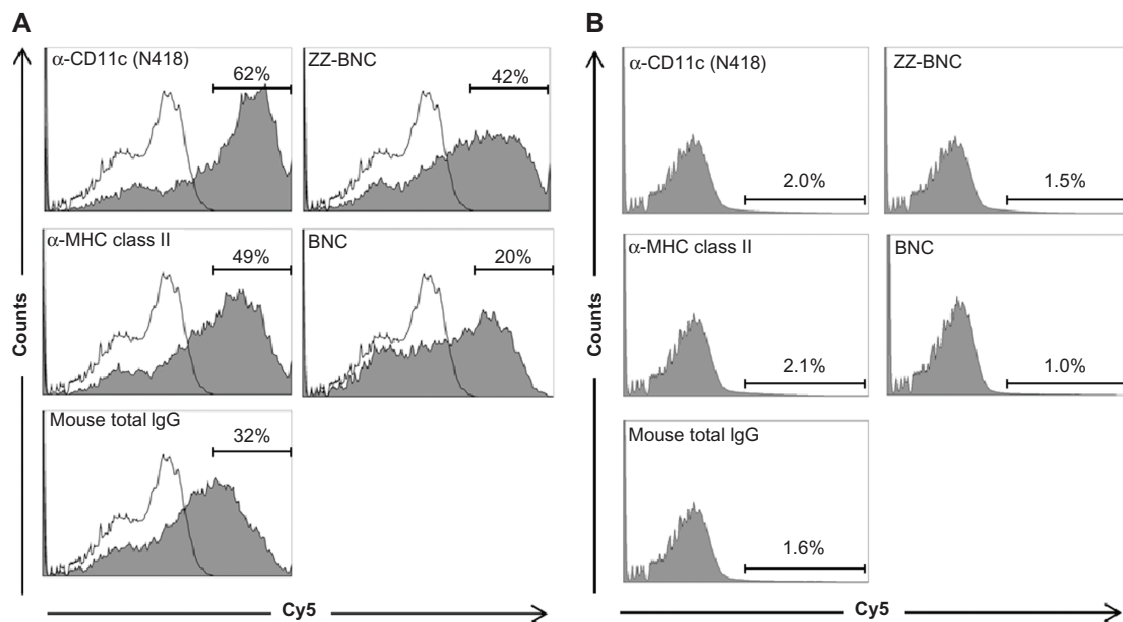 A
α-CD11c (N418)
62%
ZZ-BNC
42%
α-MHC class II
49%
BNC
20%
Mouse total IgG
32%
Counts
Cy5
B
α-CD11c (N418)
2.0%
ZZ-BNC
1.5%
α-MHC class II
2.1%
BNC
1.0%
Mouse total IgG
1.6%
Counts
Cy5